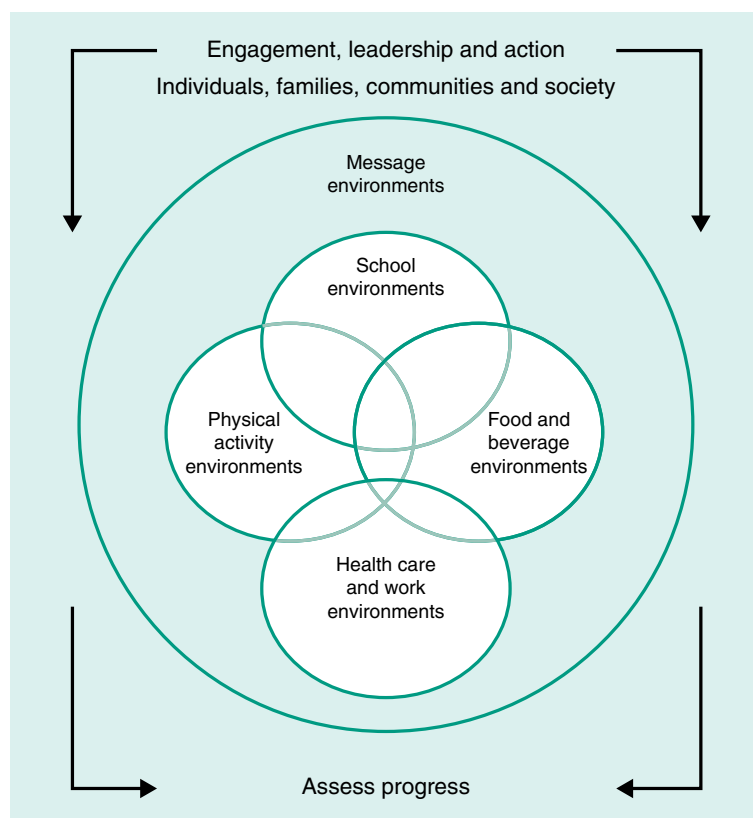 Engagement, leadership and action
Individuals, families, communities and society
Message
environments
School
environments
Physical
activity
environments
Food and
beverage
environments
Health care
and work
environments
Assess progress